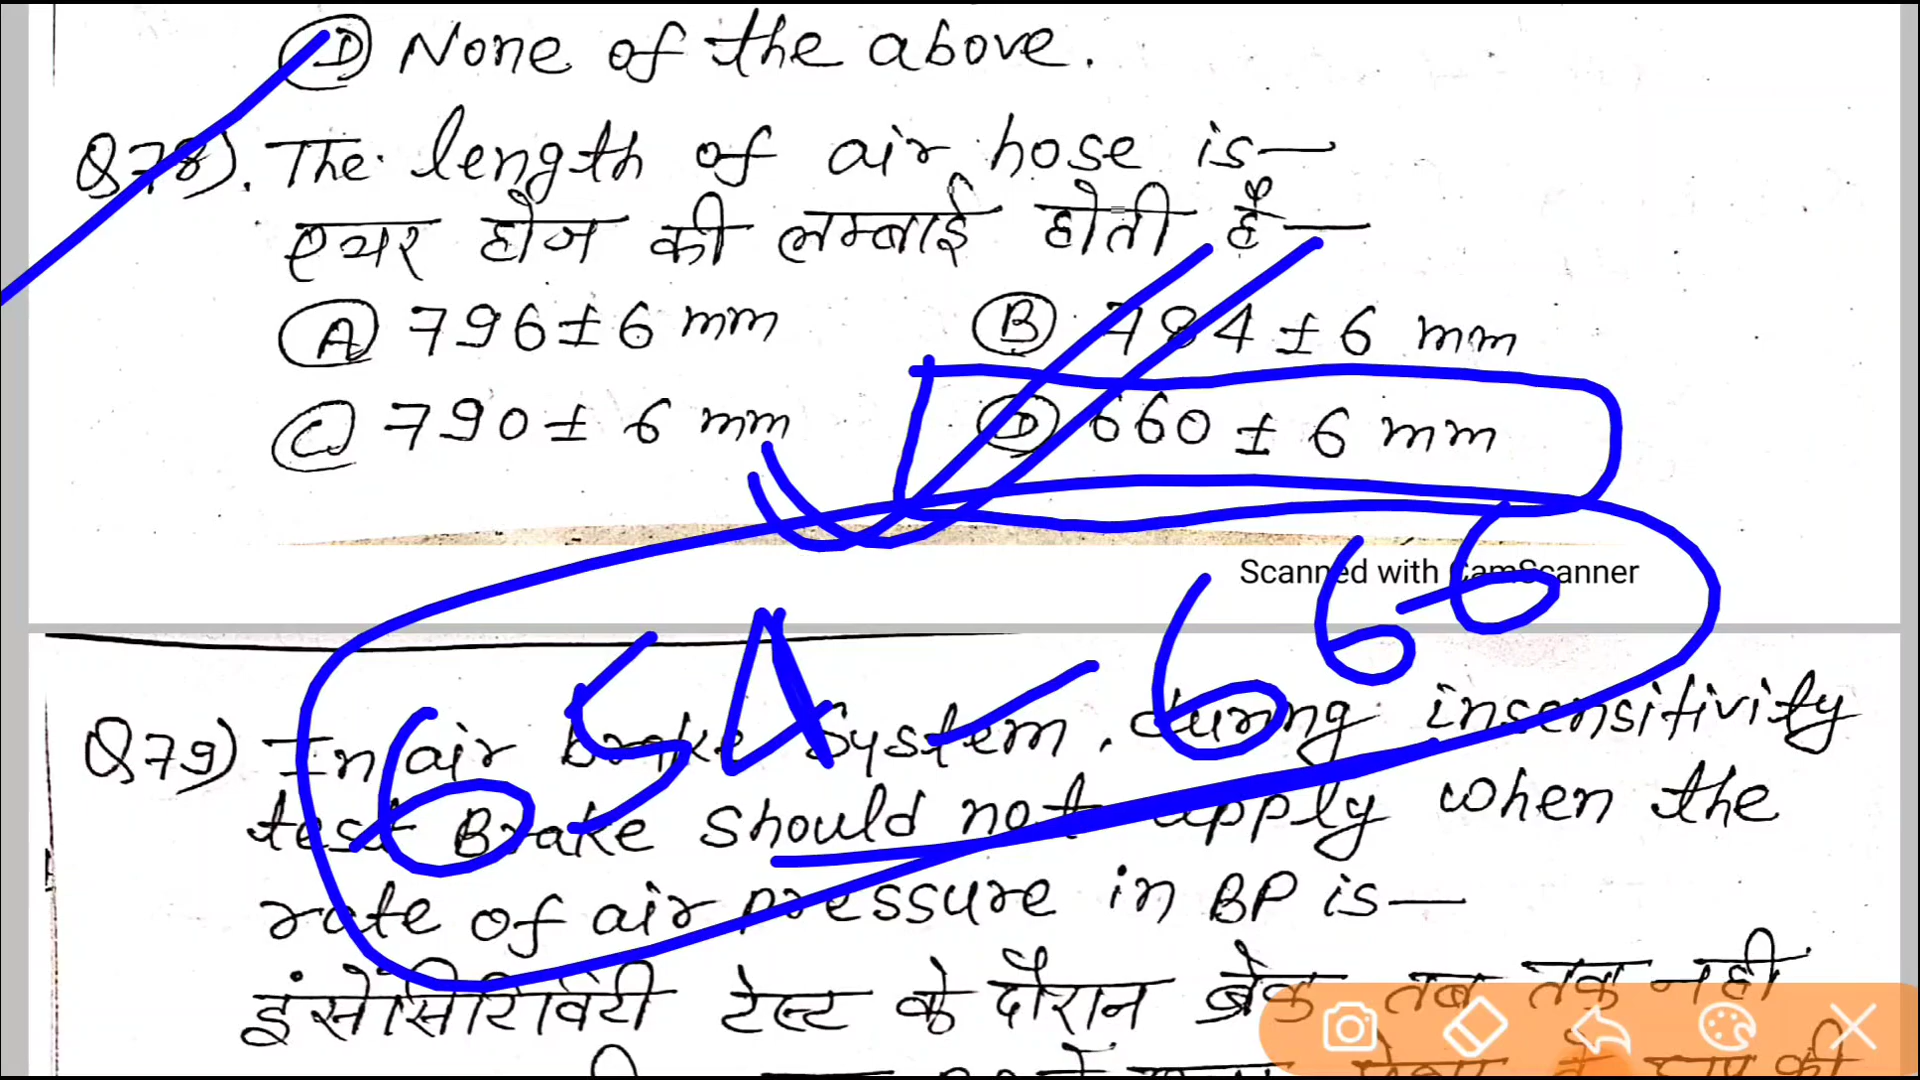 D None of the above.
Q78). The length of air hose is—
एयर हौज की लम्बाई होती है—
A 796±6 mm B 784 ± 6 mm
C 790 ± 6 mm D 660 ± 6 mm
Scanned with CamScanner
654 - 666
Q79) In air brake System, during insensitivity
test Brake should not apply when the
rate of air pressure in BP is—
टेस्ट के दौरान ब्रेक तब तक नही